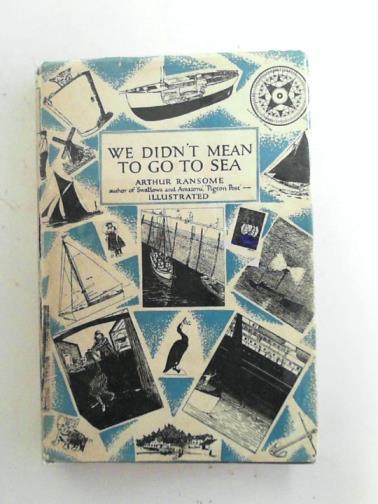 WE DIDN'T MEAN
TO GO TO SEA
ARTHUR RANSOME
author of 'Swallows and Amazons', 'Pigeon Post' —
ILLUSTRATED